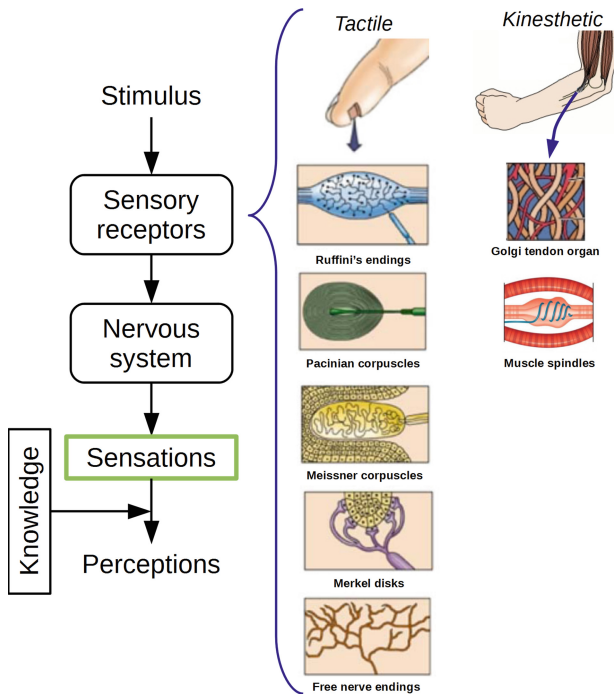 Stimulus
Sensory
receptors
Nervous
system
Sensations
Knowledge
Perceptions
Tactile
Ruffini's endings
Pacinian corpuscles
Meissner corpuscles
Merkel disks
Free nerve endings
Kinesthetic
Golgi tendon organ
Muscle spindles